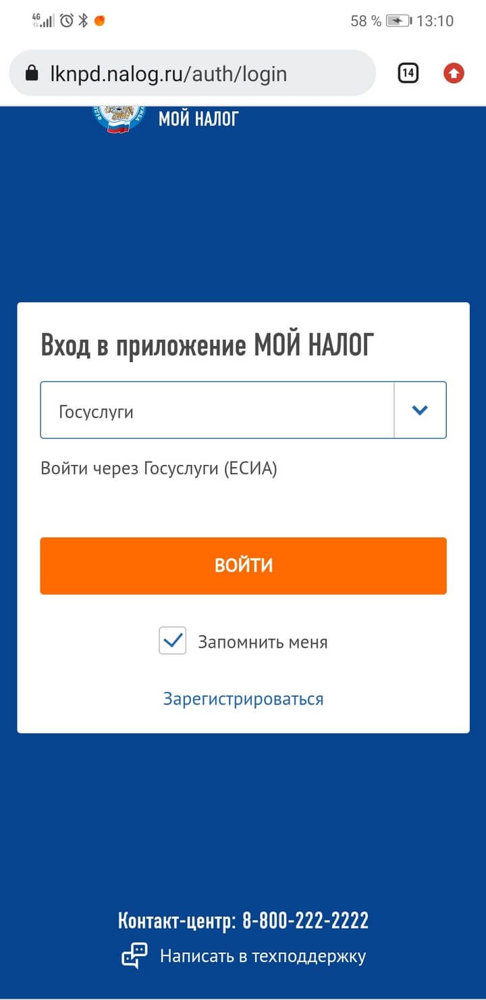 4G
58 %
13:10
lknpd.nalog.ru/auth/login
14
МОЙ НАЛОГ
Вход в приложение МОЙ НАЛОГ
Госуслуги
Войти через Госуслуги (ЕСИА)
ВОЙТИ
Запомнить меня
Зарегистрироваться
Контакт-центр: 8-800-222-2222
Написать в техподдержку